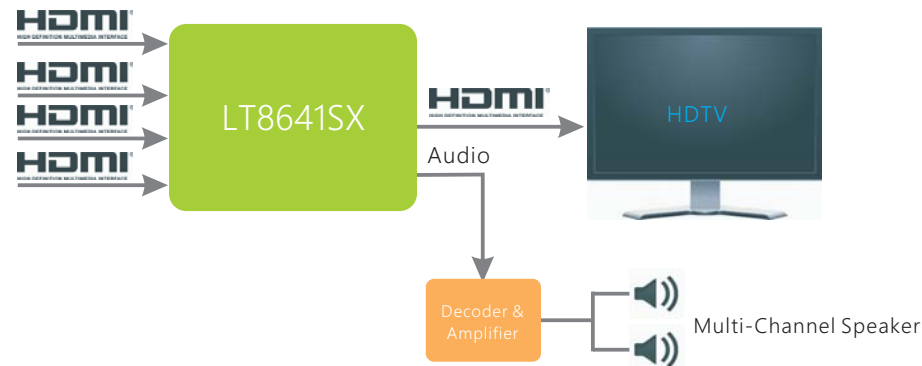 HDMI
HIGH-DEFINITION MULTIMEDIA INTERFACE
HDMI
HIGH-DEFINITION MULTIMEDIA INTERFACE
HDMI
HIGH-DEFINITION MULTIMEDIA INTERFACE
HDMI
HIGH-DEFINITION MULTIMEDIA INTERFACE
LT8641SX
HDMI
HIGH-DEFINITION MULTIMEDIA INTERFACE
Audio
HDTV
Decoder &
Amplifier
Multi-Channel Speaker